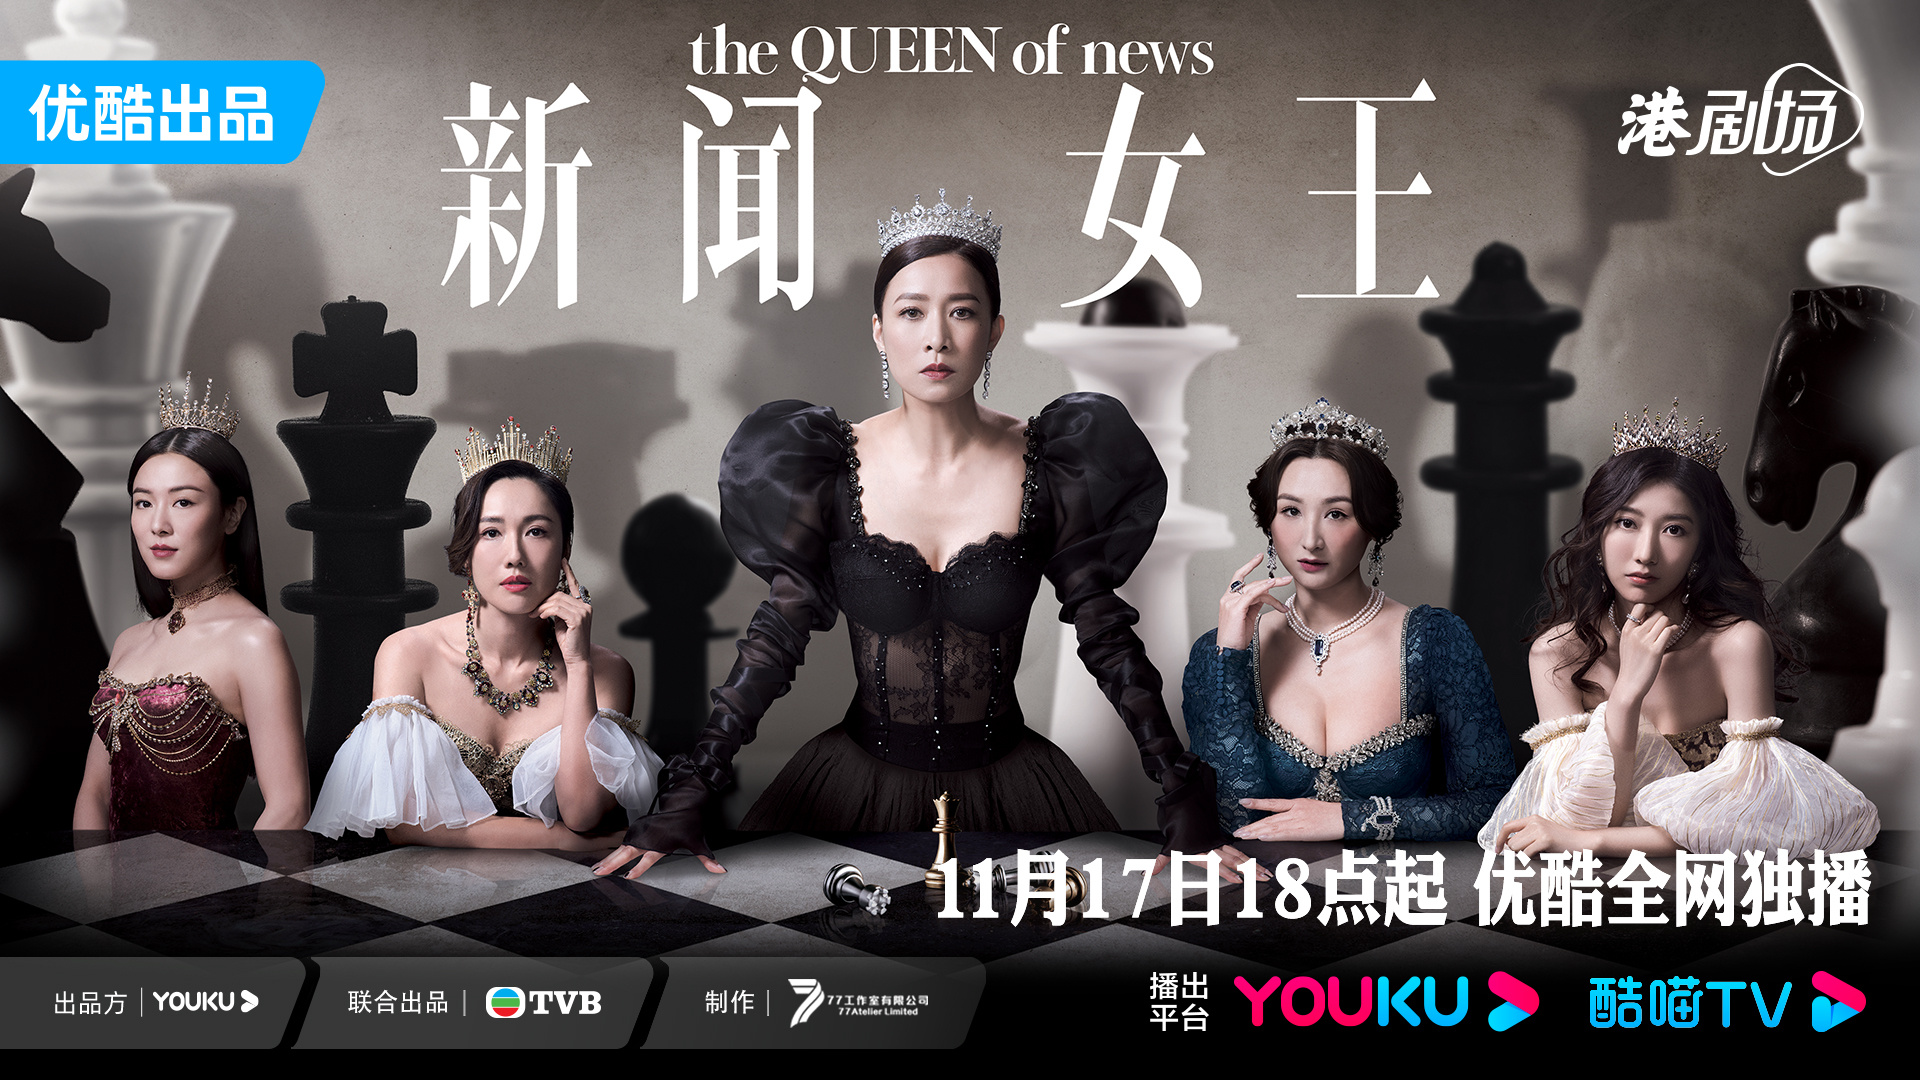 the QUEEN of news
优酷出品
新闻女王
港剧场
11月17日18点起 优酷全网独播
出品方 YOUKU
联合出品 TVB
制作 77工作室有限公司
77Atelier Limited
播出平台 YOUKU 酷喵TV